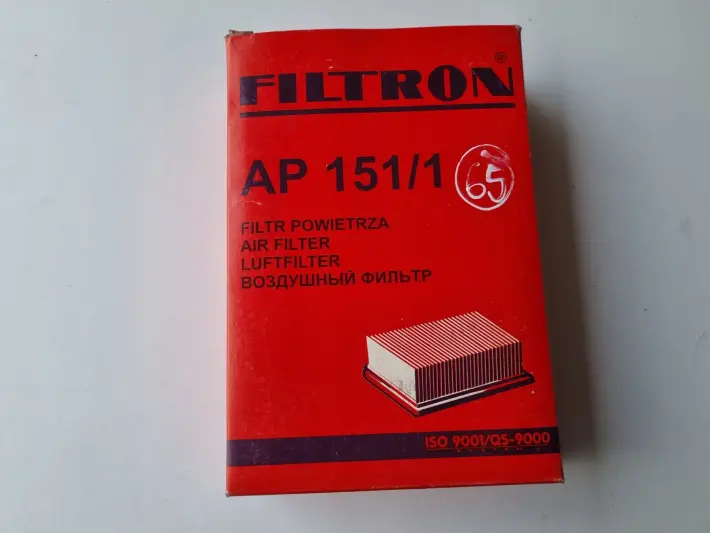 FILTRON®
AP 151/1
65
FILTR POWIETRZA
AIR FILTER
LUFTFILTER
ВОЗДУШНЫЙ ФИЛЬТР
ISO 9001/QS-9000